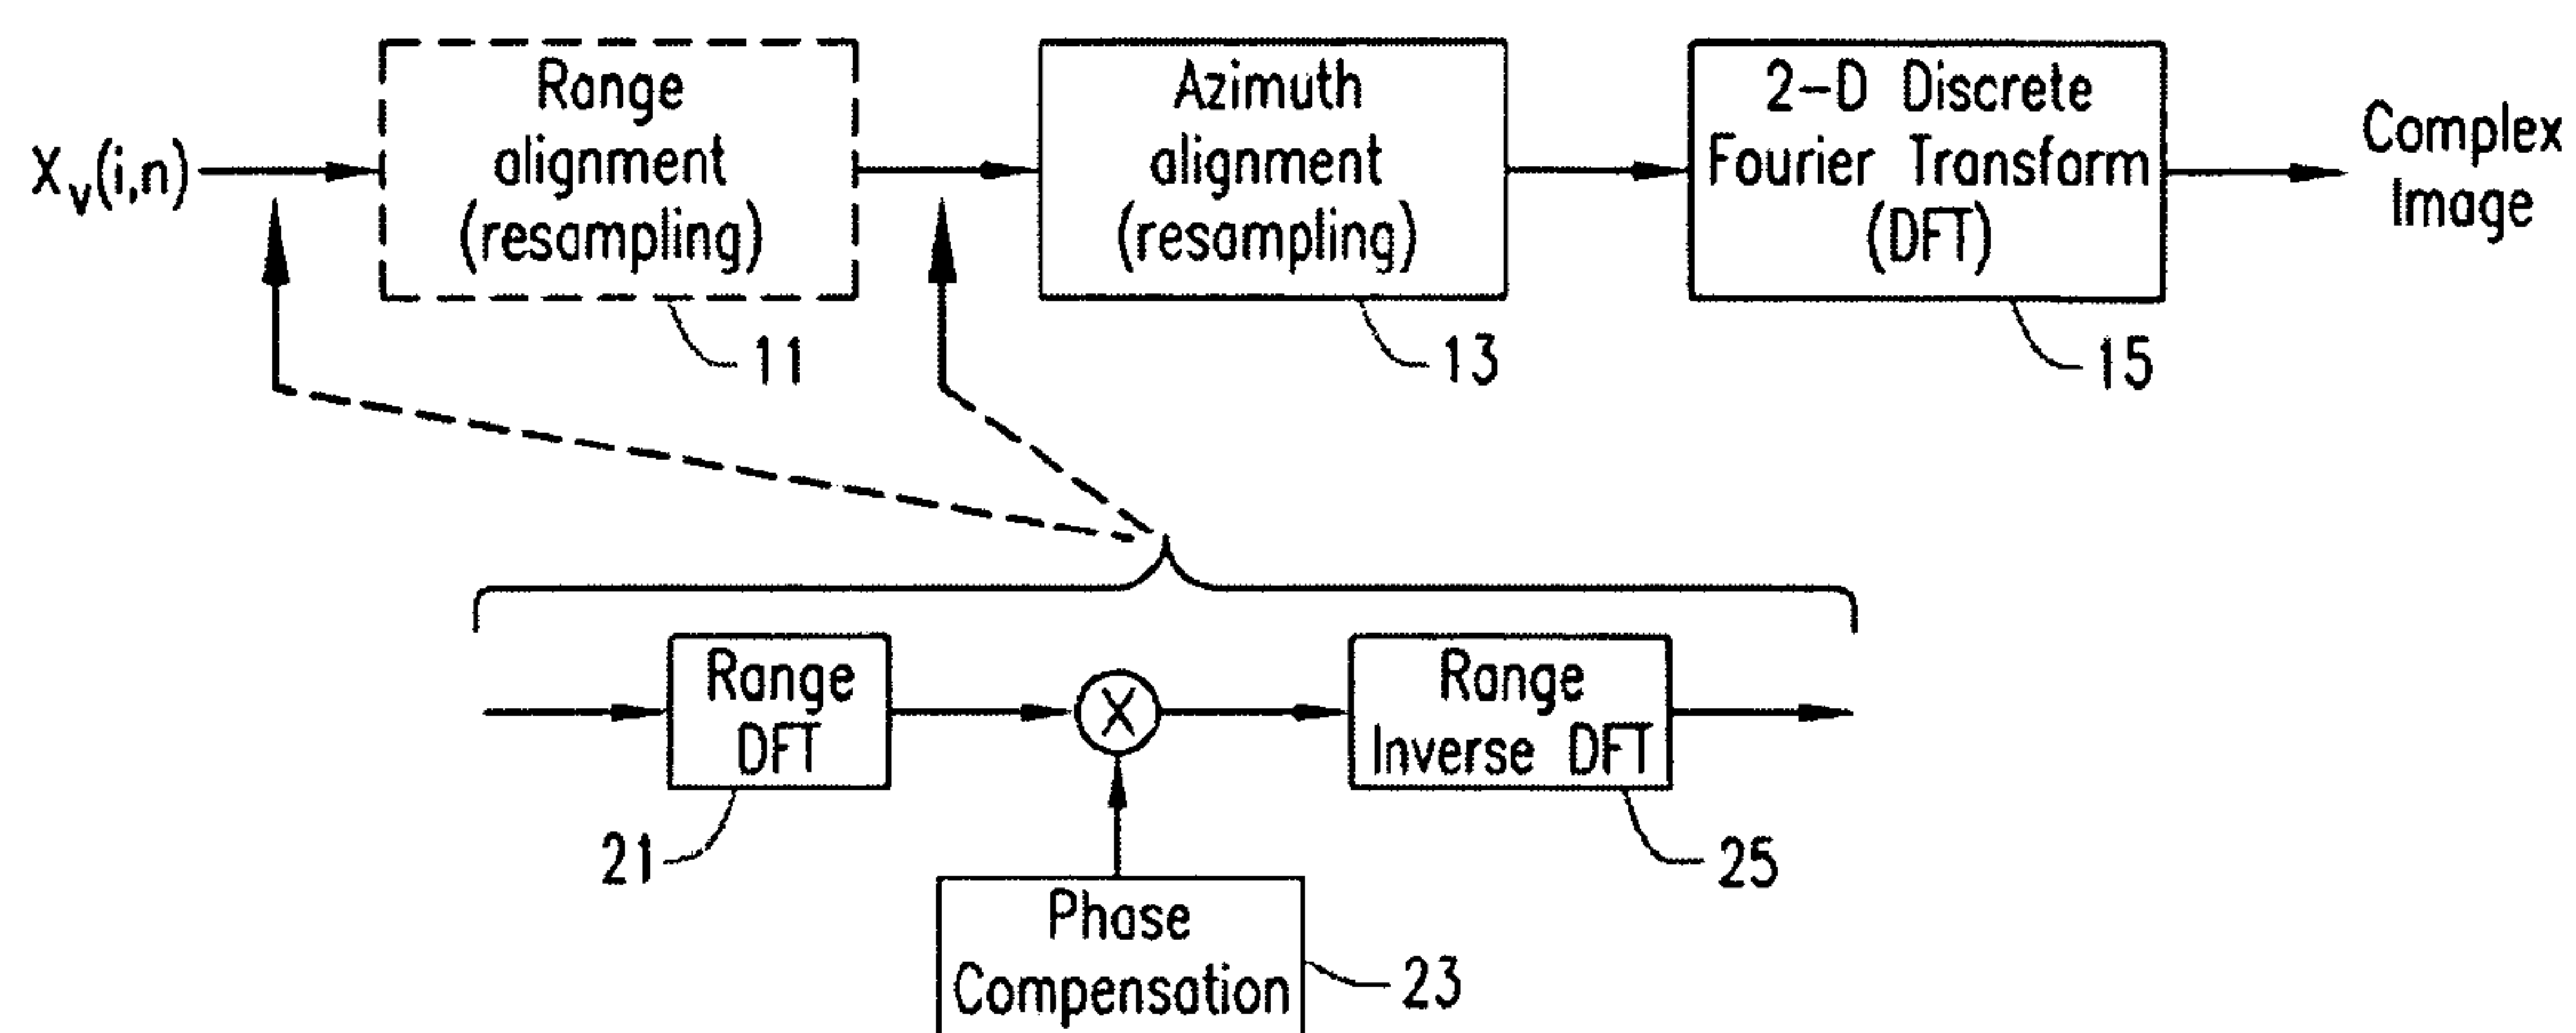 X_v(i,n)
Range
alignment
(resampling)
11
Azimuth
alignment
(resampling)
13
2-D Discrete
Fourier Transform
(DFT)
15
Complex
Image
Range
DFT
21
X
Phase
Compensation
23
Range
Inverse DFT
25